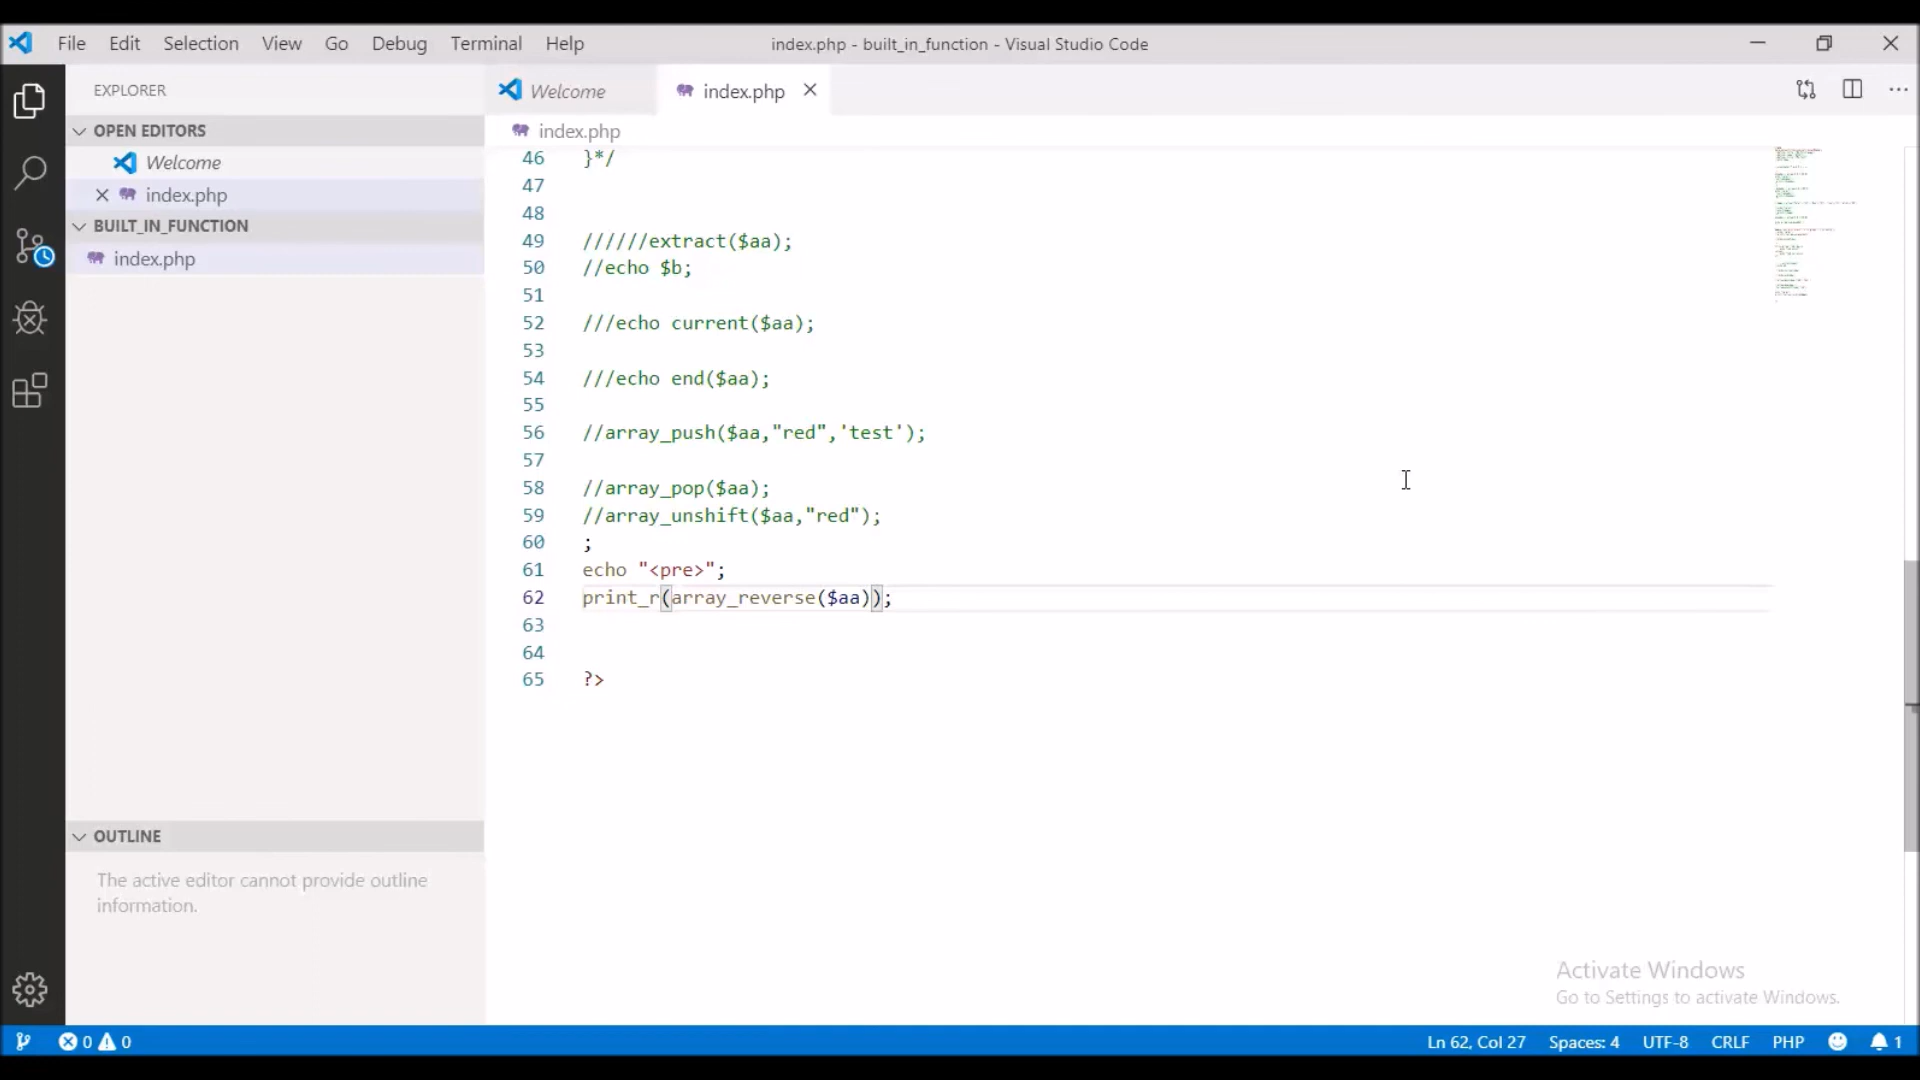 File Edit Selection View Go Debug Terminal Help
index.php - built_in_function - Visual Studio Code
EXPLORER
OPEN EDITORS
Welcome
index.php
BUILT_IN_FUNCTION
index.php
OUTLINE
The active editor cannot provide outline
information.
Welcome
index.php
index.php
46 }*/
47
48
49 //////extract($aa);
50 //echo $b;
51
52 ///echo current($aa);
53
54 ///echo end($aa);
55
56 //array_push($aa,"red",'test');
57
58 //array_pop($aa);
59 //array_unshift($aa,"red");
60 ;
61 echo "<pre>";
62 print_r(array_reverse($aa));
63
64
65 ?>
Activate Windows
Go to Settings to activate Windows.
0 0
Ln 62, Col 27 Spaces: 4 UTF-8 CRLF PHP 1